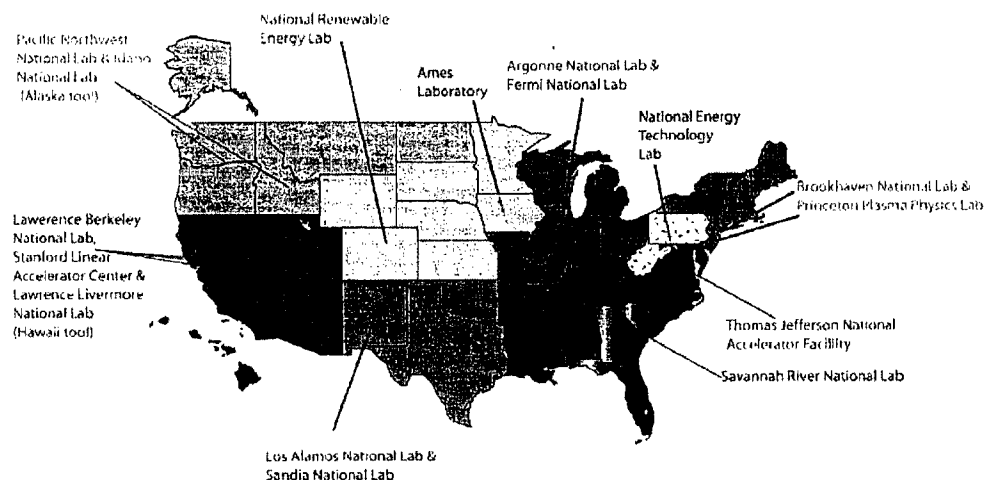 National Renewable
Energy Lab
Pacific Northwest
National Lab & Idaho
National Lab
(Alaska too!)
Ames
Laboratory
Argonne National Lab &
Fermi National Lab
National Energy
Technology
Lab
Brookhaven National Lab &
Princeton Plasma Physics Lab
Lawerence Berkeley
National Lab,
Stanford Linear
Accelerator Center &
Lawrence Livermore
National Lab
(Hawaii too!)
Thomas Jefferson National
Accelerator Facility
Savannah River National Lab
Los Alamos National Lab &
Sandia National Lab